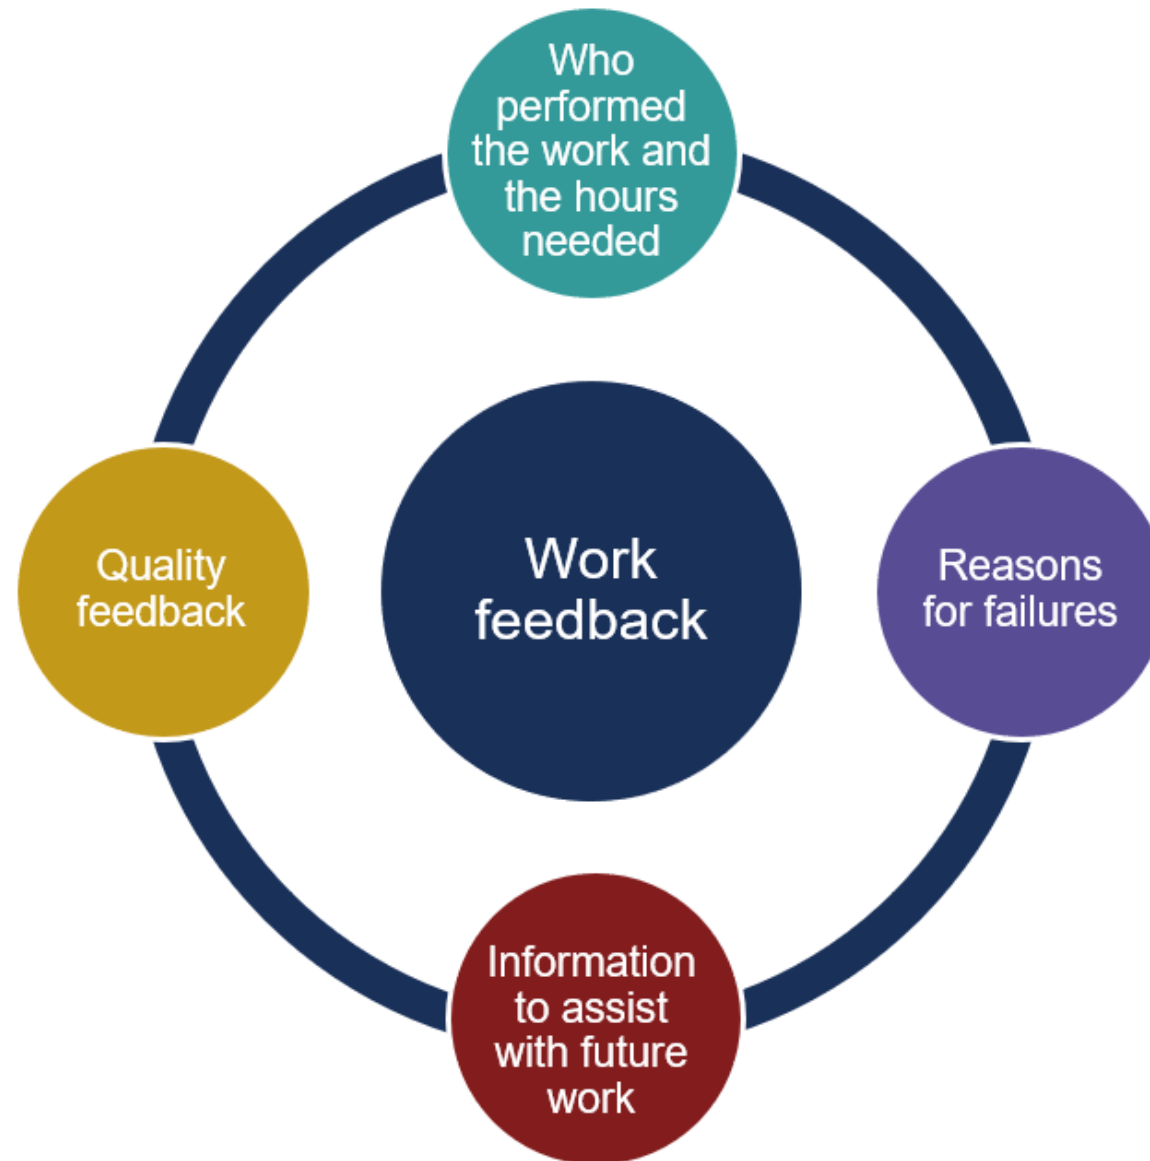 Who
performed
the work and
the hours
needed
Quality
feedback
Work
feedback
Reasons
for failures
Information
to assist
with future
work